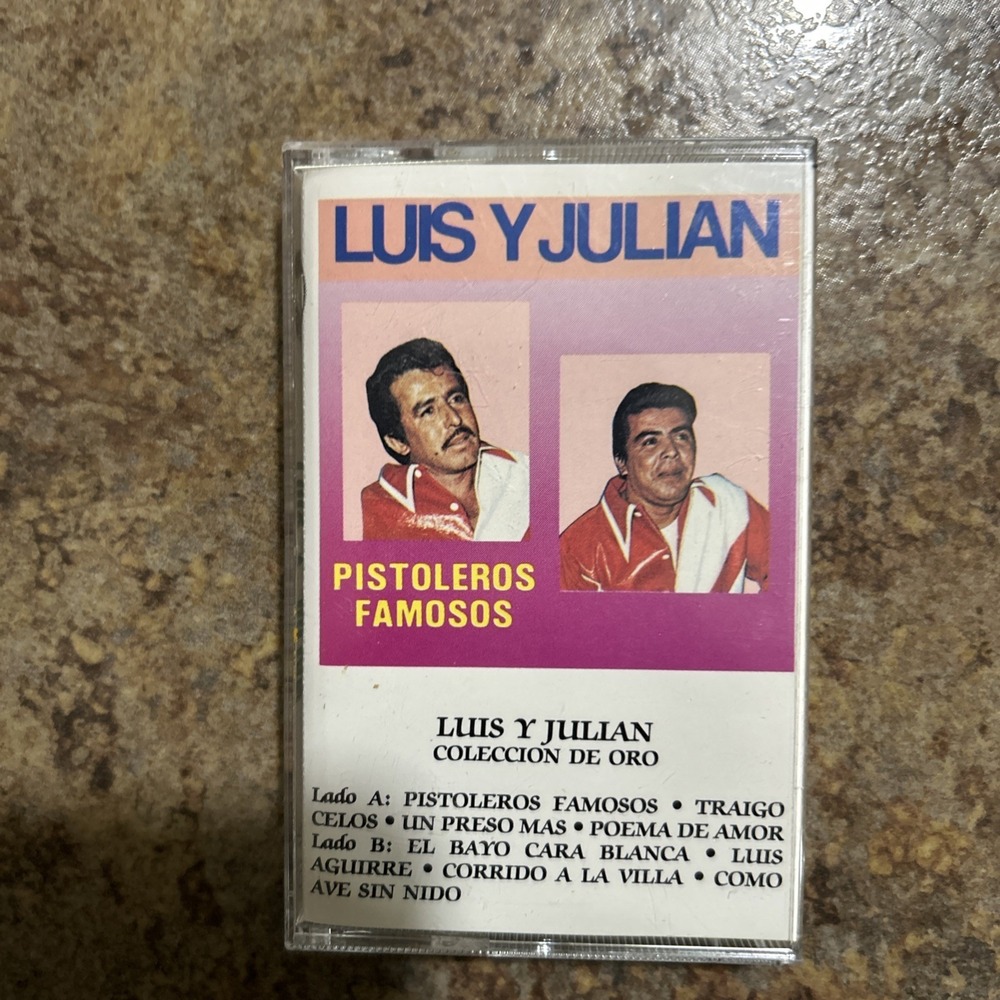 LUIS Y JULIAN
PISTOLEROS
FAMOSOS
LUIS Y JULIAN
COLECCION DE ORO
Lado A: PISTOLEROS FAMOSOS • TRAIGO
CELOS • UN PRESO MAS • POEMA DE AMOR
Lado B: EL BAYO CARA BLANCA • LUIS
AGUIRRE • CORRIDO A LA VILLA • COMO
AVE SIN NIDO